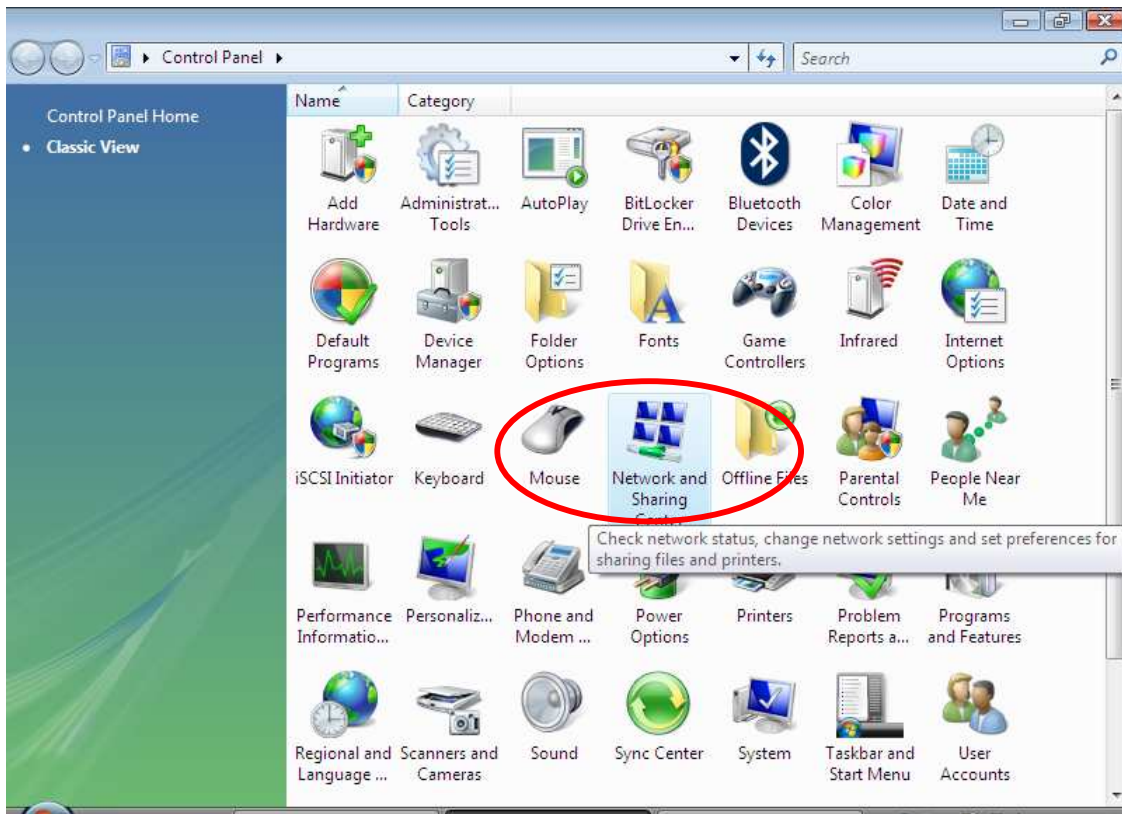 Control Panel
Search
Control Panel Home
Classic View
Name Category
Add Hardware
Administrat... Tools
AutoPlay
BitLocker Drive En...
Bluetooth Devices
Color Management
Date and Time
Default Programs
Device Manager
Folder Options
Fonts
Game Controllers
Infrared
Internet Options
iSCSI Initiator
Keyboard
Mouse
Network and Sharing Center
Offline Files
Parental Controls
People Near Me
Check network status, change network settings and set preferences for
sharing files and printers.
Performance Informatio...
Personaliz...
Phone and Modem ...
Power Options
Printers
Problem Reports a...
Programs and Features
Regional and Language ...
Scanners and Cameras
Sound
Sync Center
System
Taskbar and Start Menu
User Accounts